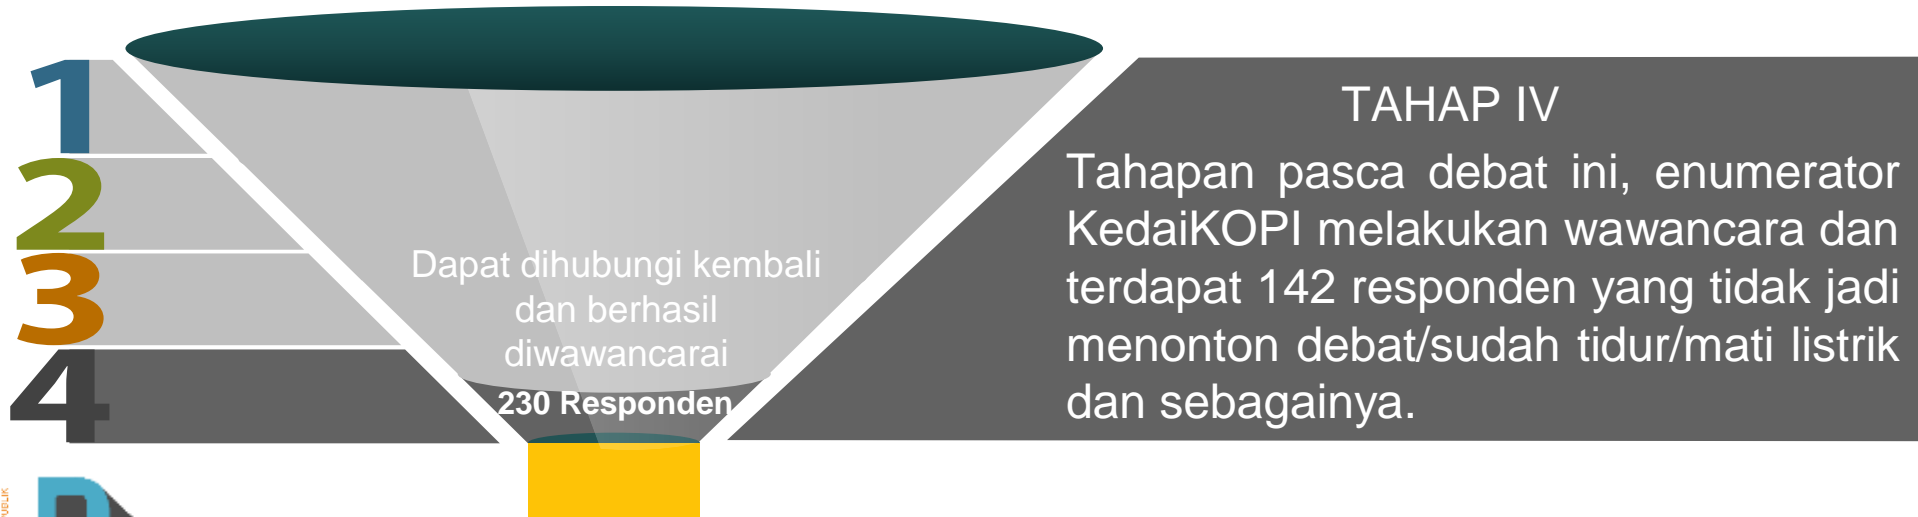 1
2
3
4
Dapat dihubungi kembali
dan berhasil
diwawancarai
230 Responden
TAHAP IV
Tahapan pasca debat ini, enumerator
KedaiKOPI melakukan wawancara dan
terdapat 142 responden yang tidak jadi
menonton debat/sudah tidur/mati listrik
dan sebagainya.